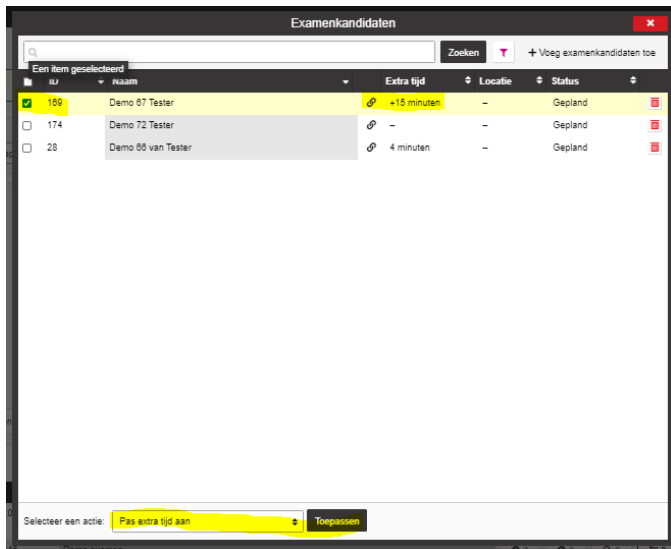 Examenkandidaten
Zoeken + Voeg examenkandidaten toe
Een item geselecteerd
ID Naam Extra tijd Locatie Status
169 Demo 67 Tester +15 minuten – Gepland
174 Demo 72 Tester – – Gepland
28 Demo 66 van Tester 4 minuten – Gepland
Selecteer een actie: Pas extra tijd aan Toepassen